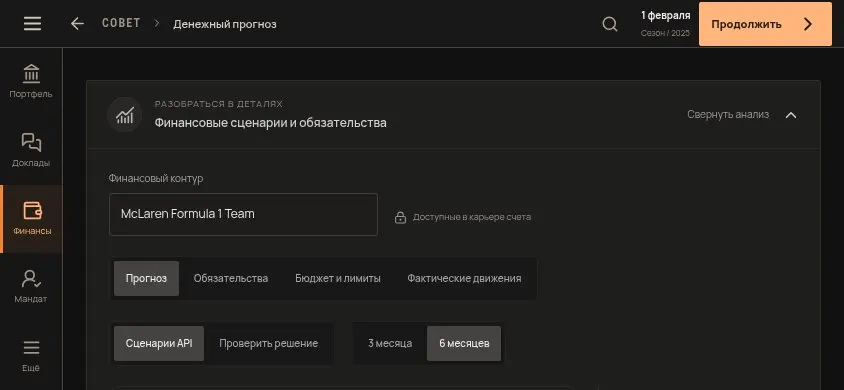 СОВЕТ
Денежный прогноз
1 февраля
Сезон / 2025
Продолжить
Портфель
Доклады
Финансы
Мандат
Ещё
РАЗОБРАТЬСЯ В ДЕТАЛЯХ
Финансовые сценарии и обязательства
Свернуть анализ
Финансовый контур
McLaren Formula 1 Team
Доступные в карьере счета
Прогноз
Обязательства
Бюджет и лимиты
Фактические движения
Сценарии API
Проверить решение
3 месяца
6 месяцев